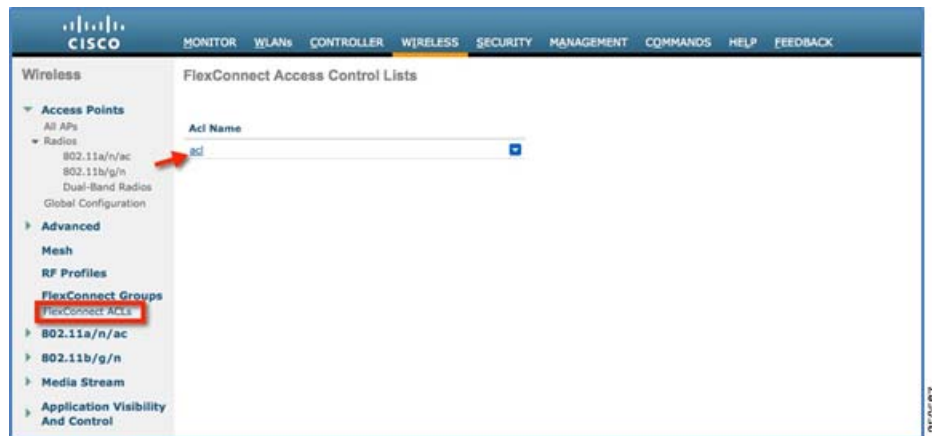 CISCO
MONITOR WLANs CONTROLLER WIRELESS SECURITY MANAGEMENT COMMANDS HELP FEEDBACK
Wireless
Access Points
All APs
Radios
802.11a/n/ac
802.11b/g/n
Dual-Band Radios
Global Configuration
Advanced
Mesh
RF Profiles
FlexConnect Groups
FlexConnect ACLs
802.11a/n/ac
802.11b/g/n
Media Stream
Application Visibility
And Control
FlexConnect Access Control Lists
Acl Name
acl